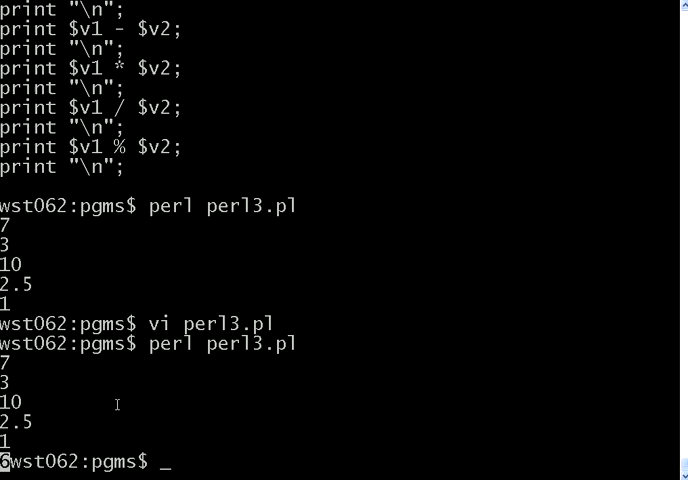 print "\n";
print $v1 - $v2;
print "\n";
print $v1 * $v2;
print "\n";
print $v1 / $v2;
print "\n";
print $v1 % $v2;
print "\n";
wst062:pgms$ perl perl3.pl
7
3
10
2.5
1
wst062:pgms$ vi perl3.pl
wst062:pgms$ perl perl3.pl
7
3
10
2.5
1
6wst062:pgms$ _